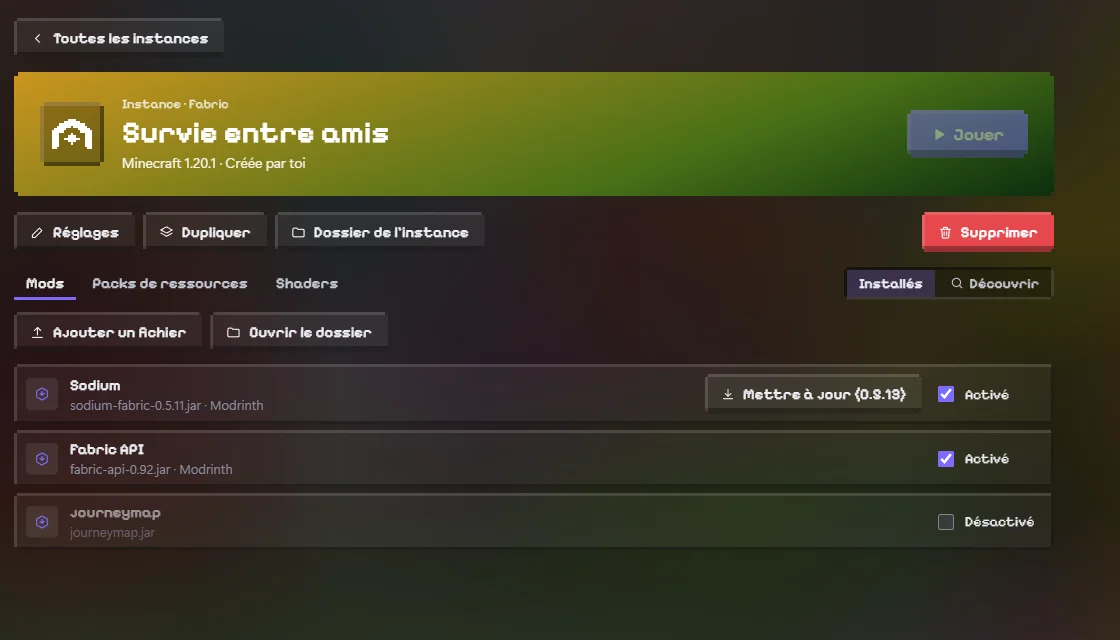 Toutes les instances
Instance · Fabric
Survie entre amis
Minecraft 1.20.1 · Créée par toi
Jouer
Réglages
Dupliquer
Dossier de l'instance
Supprimer
Mods
Packs de ressources
Shaders
Installés
Découvrir
Ajouter un fichier
Ouvrir le dossier
Sodium
sodium-fabric-0.5.11.jar · Modrinth
Mettre à jour (0.8.13)
Activé
Fabric API
fabric-api-0.92.jar · Modrinth
Activé
journeymap
journeymap.jar
Désactivé